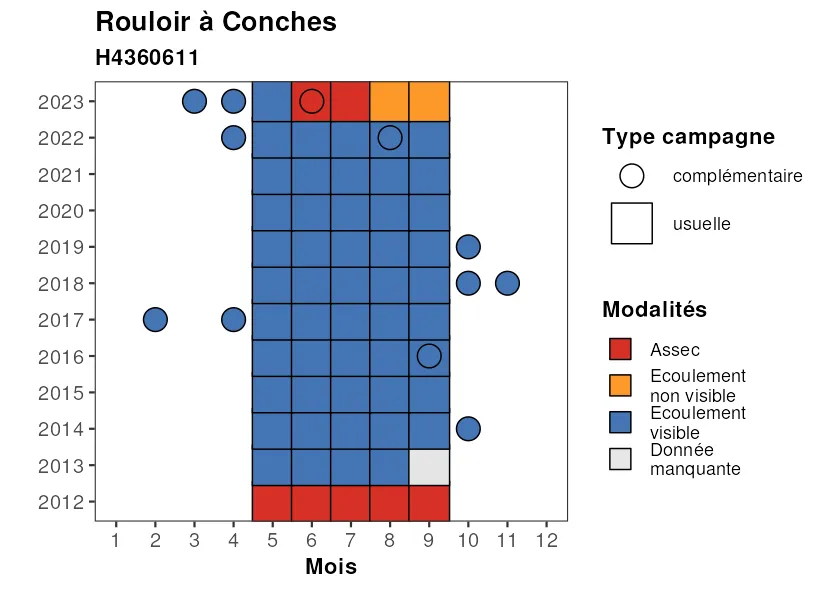 Rouloir à Conches
H4360611
2023
2022
2021
2020
2019
2018
2017
2016
2015
2014
2013
2012
1 2 3 4 5 6 7 8 9 10 11 12
Mois
Type campagne
complémentaire
usuelle
Modalités
Assec
Ecoulement
non visible
Ecoulement
visible
Donnée
manquante